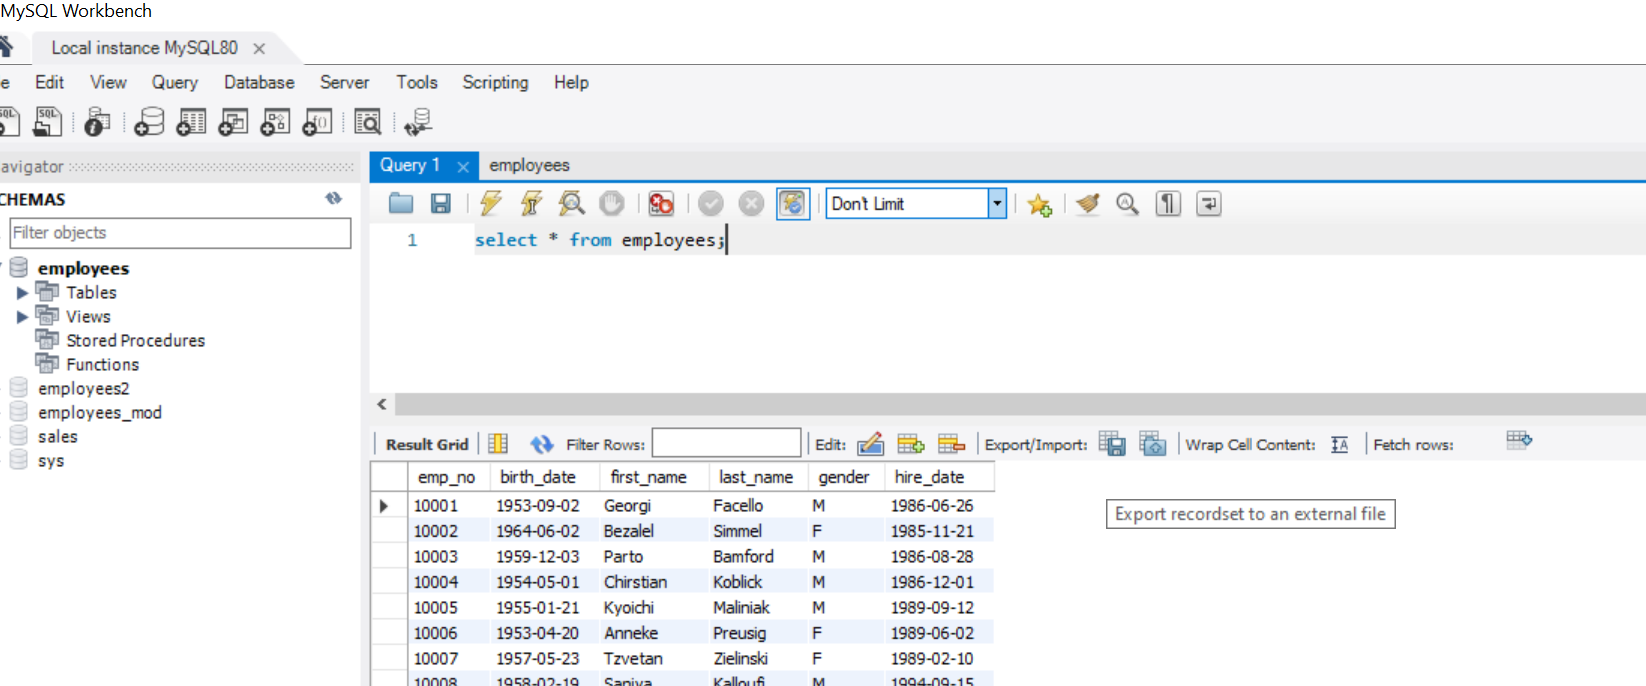 MySQL Workbench
Local instance MySQL80
e Edit View Query Database Server Tools Scripting Help
SQL SQL
avigator
Query 1 employees
CHEMAS
Don't Limit
Filter objects
1 select * from employees;
employees
Tables
Views
Stored Procedures
Functions
employees2
employees_mod
sales
sys
Result Grid Filter Rows: Edit: Export/Import: Wrap Cell Content: Fetch rows:
emp_no birth_date first_name last_name gender hire_date
10001 1953-09-02 Georgi Facello M 1986-06-26
Export recordset to an external file
10002 1964-06-02 Bezalel Simmel F 1985-11-21
10003 1959-12-03 Parto Bamford M 1986-08-28
10004 1954-05-01 Chirstian Koblick M 1986-12-01
10005 1955-01-21 Kyoichi Maliniak M 1989-09-12
10006 1953-04-20 Anneke Preusig F 1989-06-02
10007 1957-05-23 Tzvetan Zielinski F 1989-02-10
10008 1958-02-19 Saniya Kalloufi M 1994-09-15